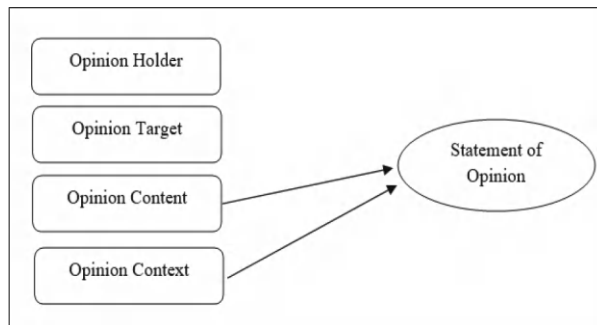 Opinion Holder
Opinion Target
Opinion Content
Opinion Context
Statement of
Opinion